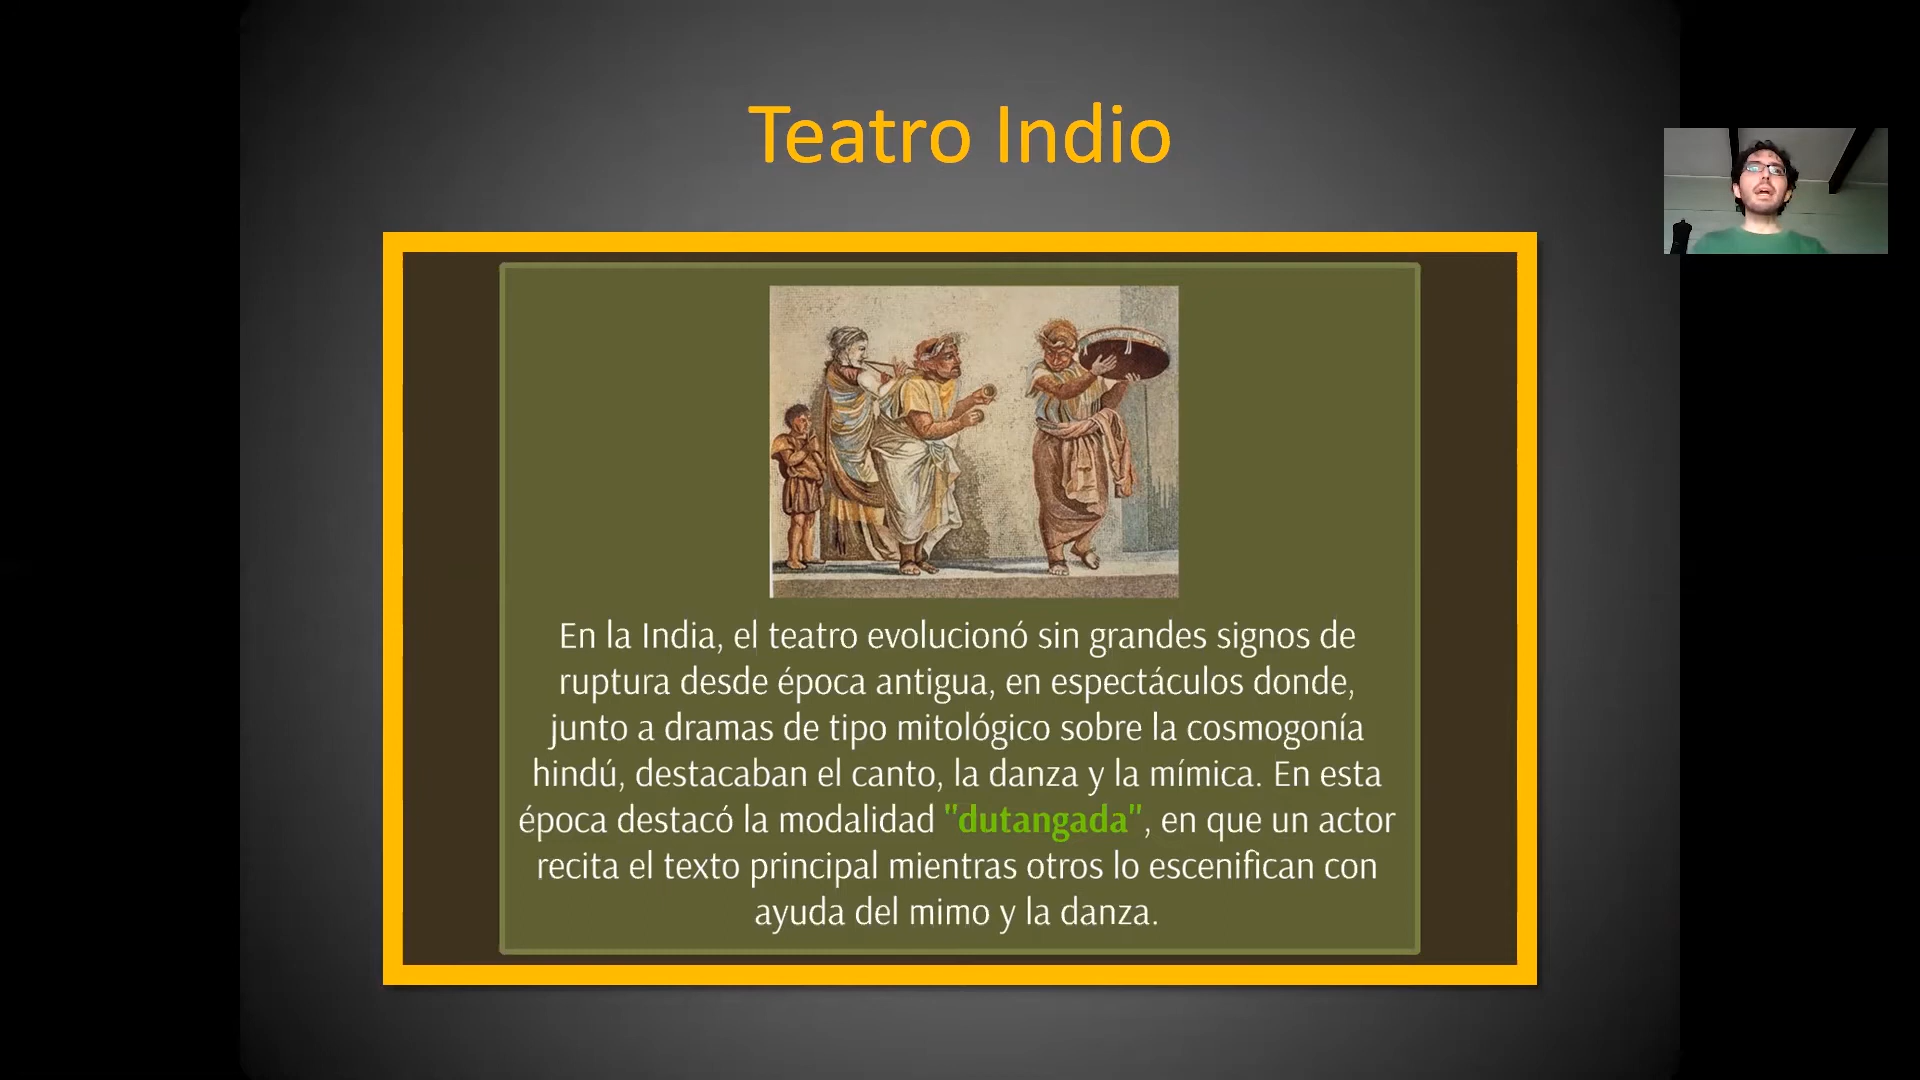 Teatro Indio
En la India, el teatro evolucionó sin grandes signos de
ruptura desde época antigua, en espectáculos donde,
junto a dramas de tipo mitológico sobre la cosmogonía
hindú, destacaban el canto, la danza y la mímica. En esta
época destacó la modalidad "dutangada", en que un actor
recita el texto principal mientras otros lo escenifican con
ayuda del mimo y la danza.